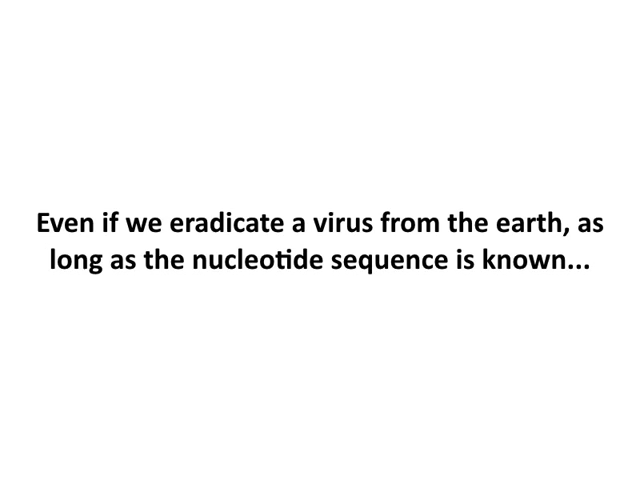 Even if we eradicate a virus from the earth, as
long as the nucleotide sequence is known...